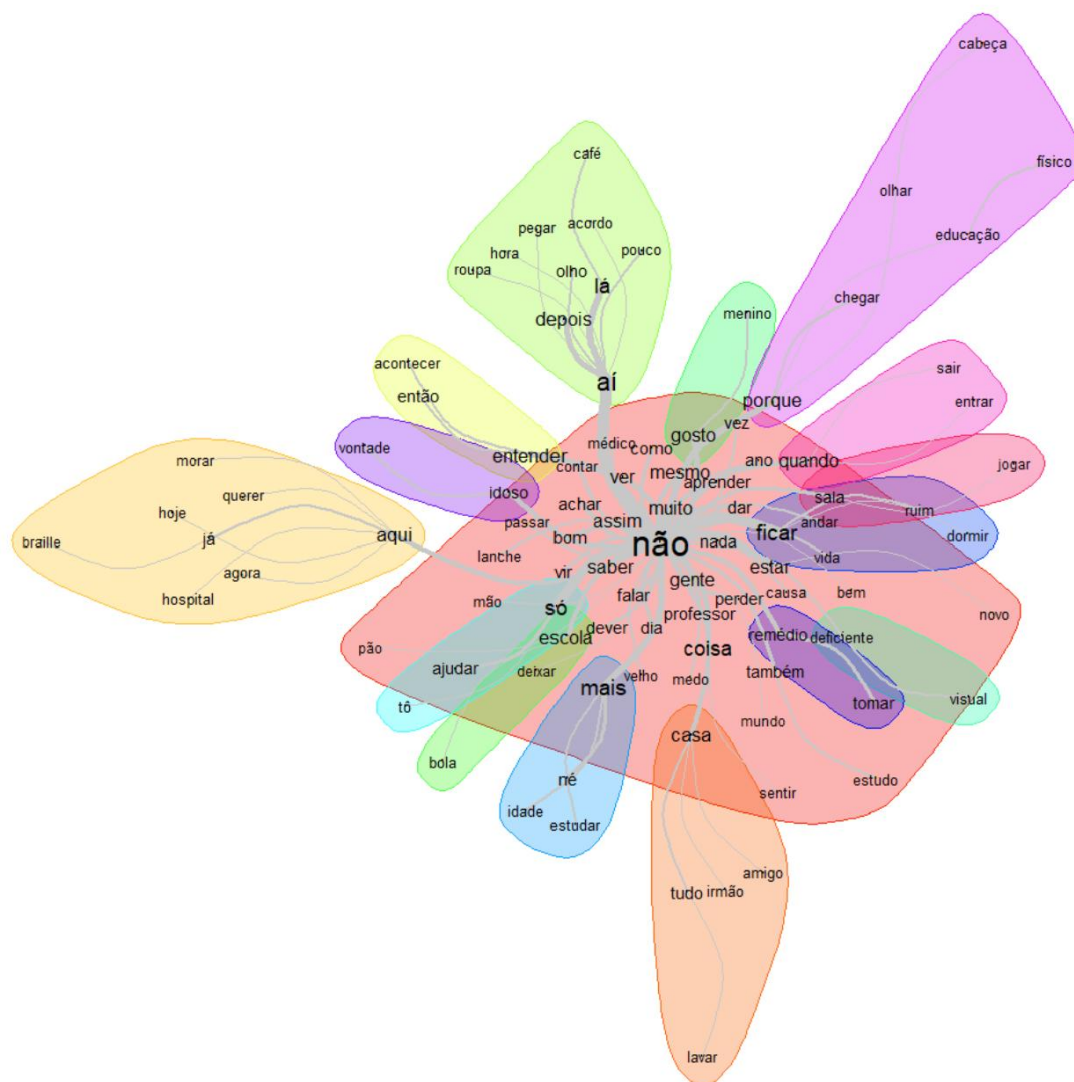 cabeça
café
físico
olhar
pegar
acordo
educação
hora
pouco
roupa
olho
lá
chegar
menino
depois
acontecer
aí
sair
então
porque
entrar
vez
médico
como
gosto
vontade
entender
morar
contar
ver
mesmo
ano
quando
jogar
querer
idoso
aprender
sala
hoje
achar
muito
dar
ruim
passar
assim
andar
já
aqui
bom
não
nada
ficar
dormir
braille
lanche
vida
agora
vir
saber
gente
estar
hospital
mão
só
falar
perder
causa
bem
professor
novo
escola
dever
dia
remédio
deficiente
pão
coisa
ajudar
deixar
velho
medo
também
tô
mais
tomar
visual
mundo
casa
bola
né
estudo
idade
sentir
estudar
amigo
tudo
irmão
lavar